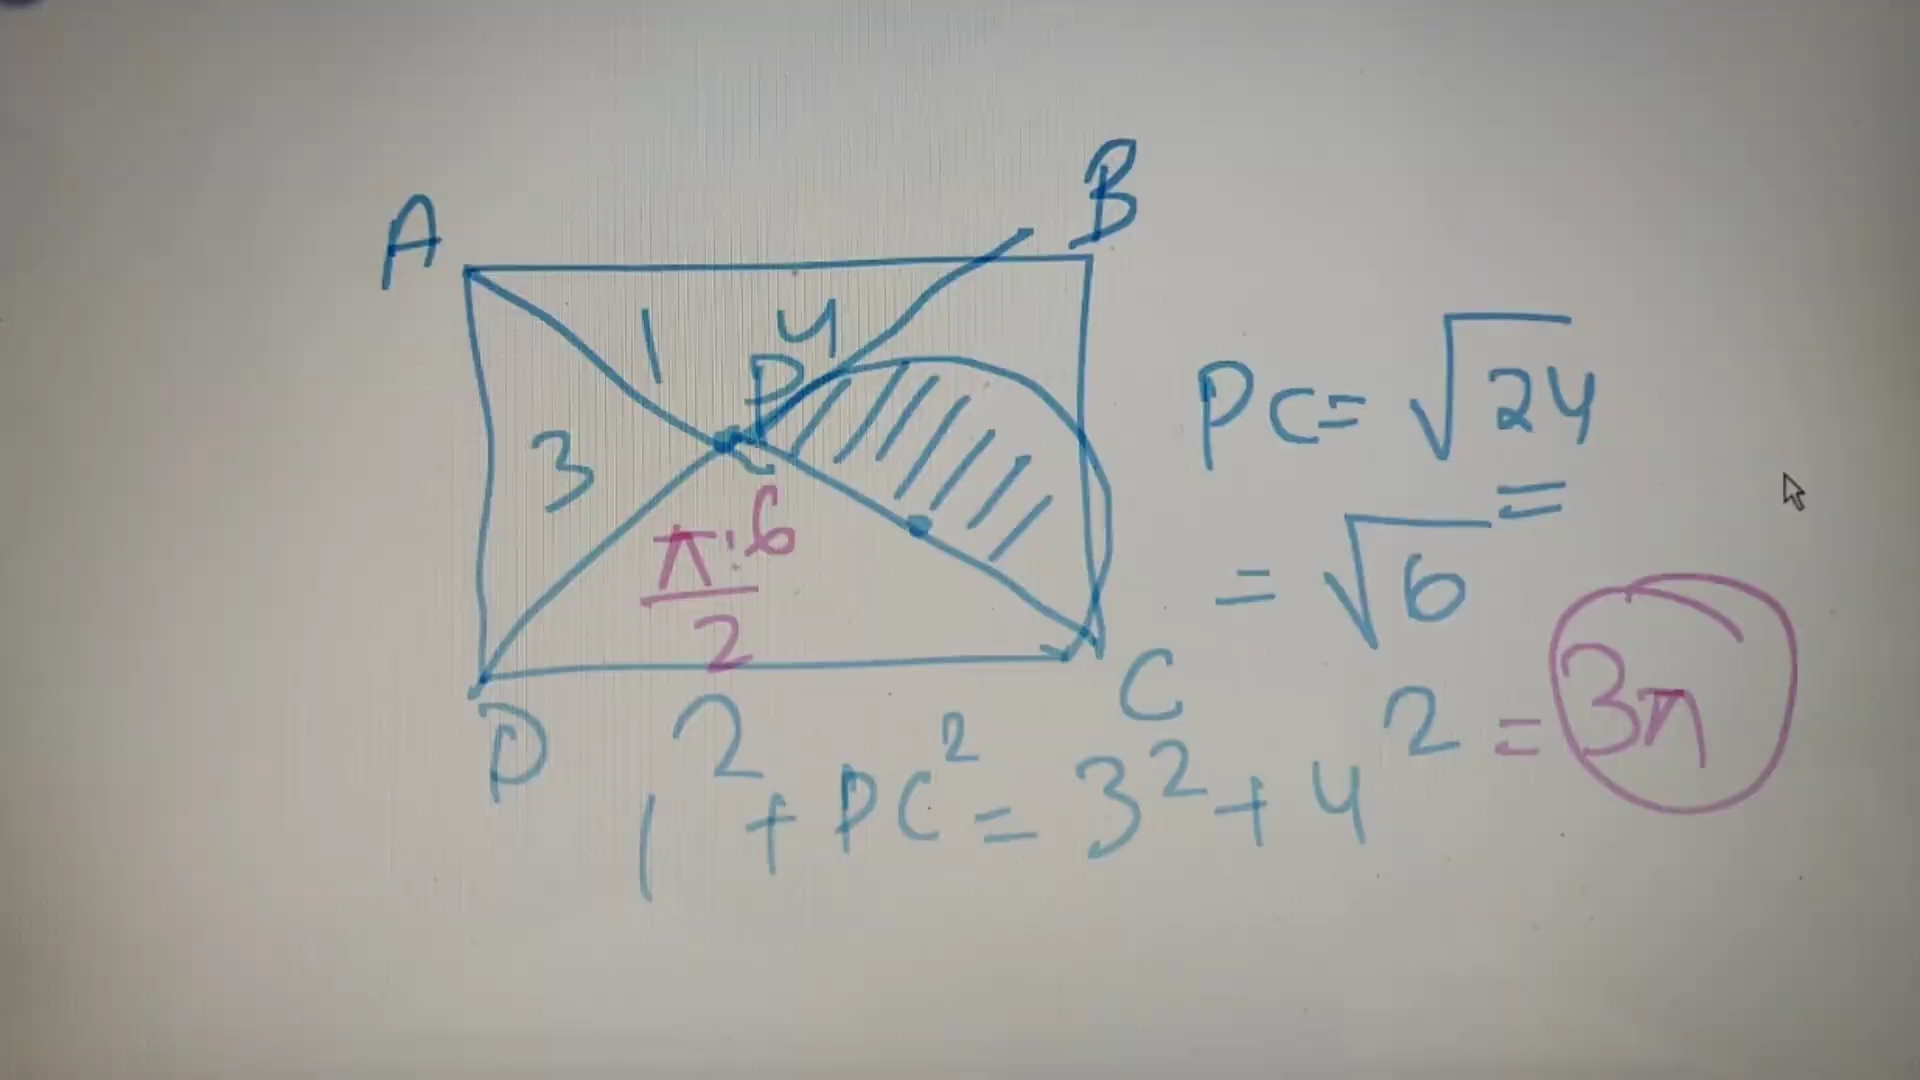 A
B
1
4
P
3
π·6
2
D
C
PC = √24
= √6
1² + PC² = 3² + 4² = 3π